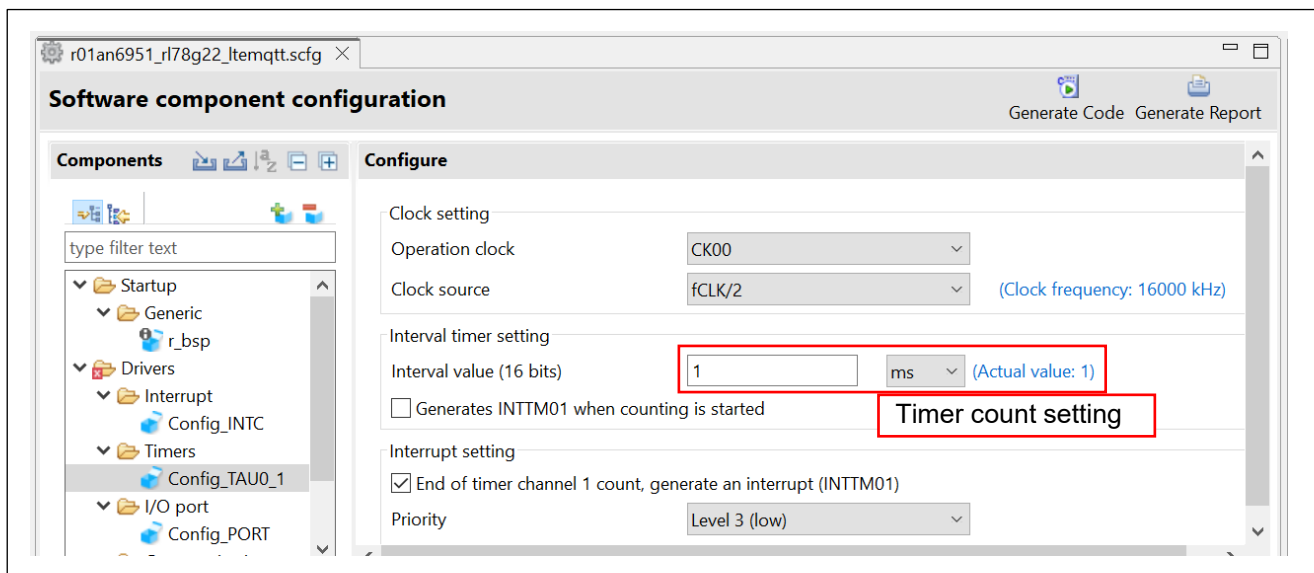 r01an6951_rl78g22_ltemqtt.scfg
Software component configuration
Generate Code Generate Report
Components
type filter text
Startup
Generic
r_bsp
Drivers
Interrupt
Config_INTC
Timers
Config_TAU0_1
I/O port
Config_PORT
Configure
Clock setting
Operation clock CK00
Clock source fCLK/2 (Clock frequency: 16000 kHz)
Interval timer setting
Interval value (16 bits) 1 ms (Actual value: 1)
Generates INTTM01 when counting is started
Timer count setting
Interrupt setting
End of timer channel 1 count, generate an interrupt (INTTM01)
Priority Level 3 (low)